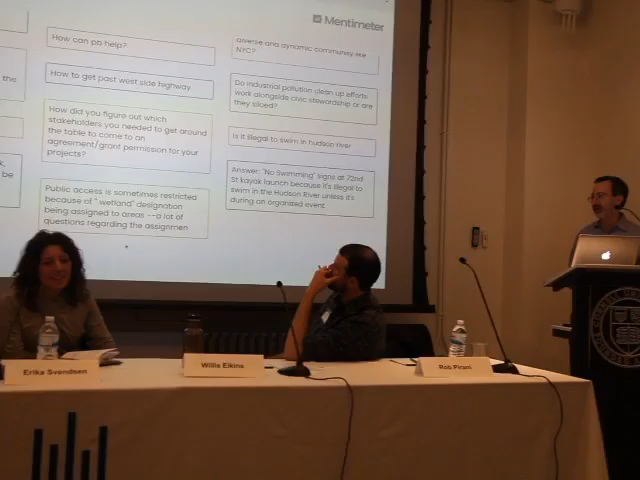 Mentimeter
the
k,
be
How can pb help?
How to get past west side highway
How did you figure out which
stakeholders you needed to get around
the table to come to an
agreement/grant permission for your
projects?
Public access is sometimes restricted
because of " wetland" designation
being assigned to areas --a lot of
questions regarding the assignmen
diverse and dynamic community like
NYC?
Do industrial pollution clean up efforts
work alongside civic stewardship or are
they siloed?
Is it illegal to swim in hudson river
Answer: "No Swimming" signs at 72nd
St kayak launch because it's illegal to
swim in the Hudson River unless it's
during an organized event
Erika Svendsen
Willis Elkins
Rob Pirani